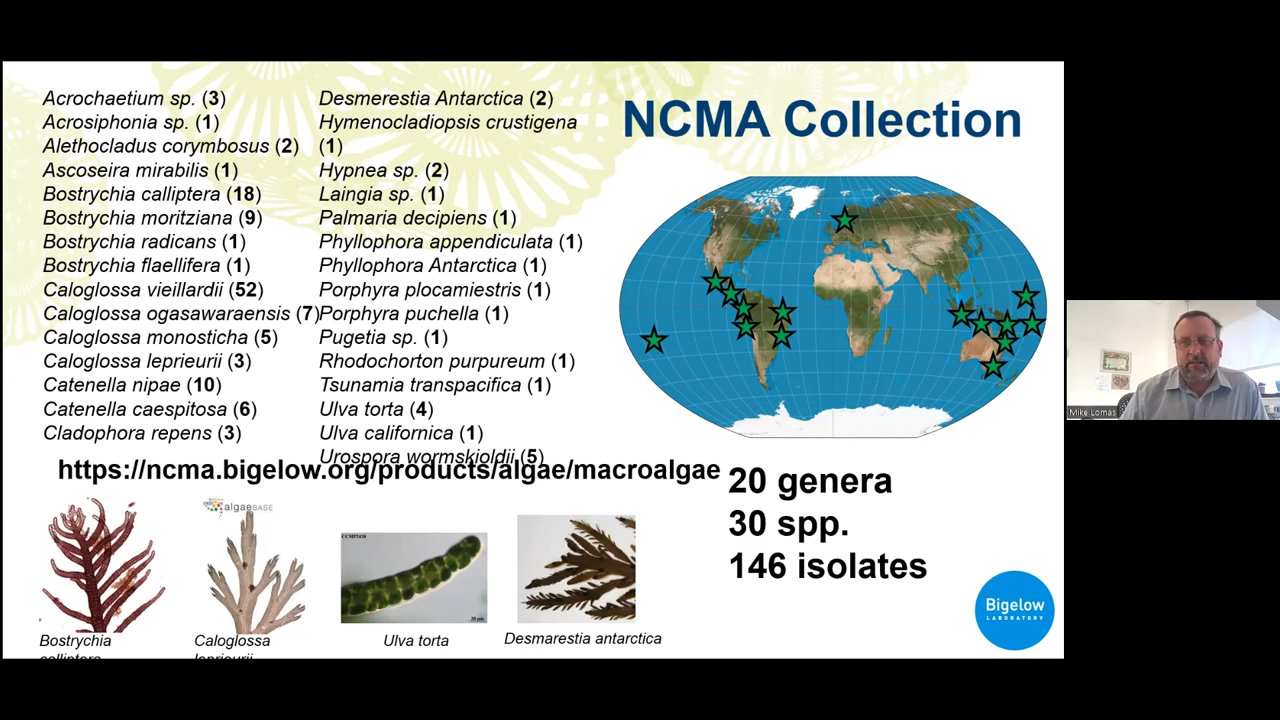 NCMA Collection
Acrochaetium sp. (3)
Acrosiphonia sp. (1)
Alethocladus corymbosus (2)
Ascoseira mirabilis (1)
Bostrychia calliptera (18)
Bostrychia moritziana (9)
Bostrychia radicans (1)
Bostrychia flaellifera (1)
Caloglossa vieillardii (52)
Caloglossa ogasawaraensis (7)
Caloglossa monosticha (5)
Caloglossa leprieurii (3)
Catenella nipae (10)
Catenella caespitosa (6)
Cladophora repens (3)
Desmerestia Antarctica (2)
Hymenocladiopsis crustigena
(1)
Hypnea sp. (2)
Laingia sp. (1)
Palmaria decipiens (1)
Phyllophora appendiculata (1)
Phyllophora Antarctica (1)
Porphyra plocamiestris (1)
Porphyra puchella (1)
Pugetia sp. (1)
Rhodochorton purpureum (1)
Tsunamia transpacifica (1)
Ulva torta (4)
Ulva californica (1)
Urospora wormskioldii (5)
https://ncma.bigelow.org/products/algae/macroalgae
20 genera
30 spp.
146 isolates
algaeBASE
CCMP2436
20 µm
Bostrychia
calliptera
Caloglossa
leprieurii
Ulva torta
Desmarestia antarctica
Bigelow
LABORATORY
Mike Lomas